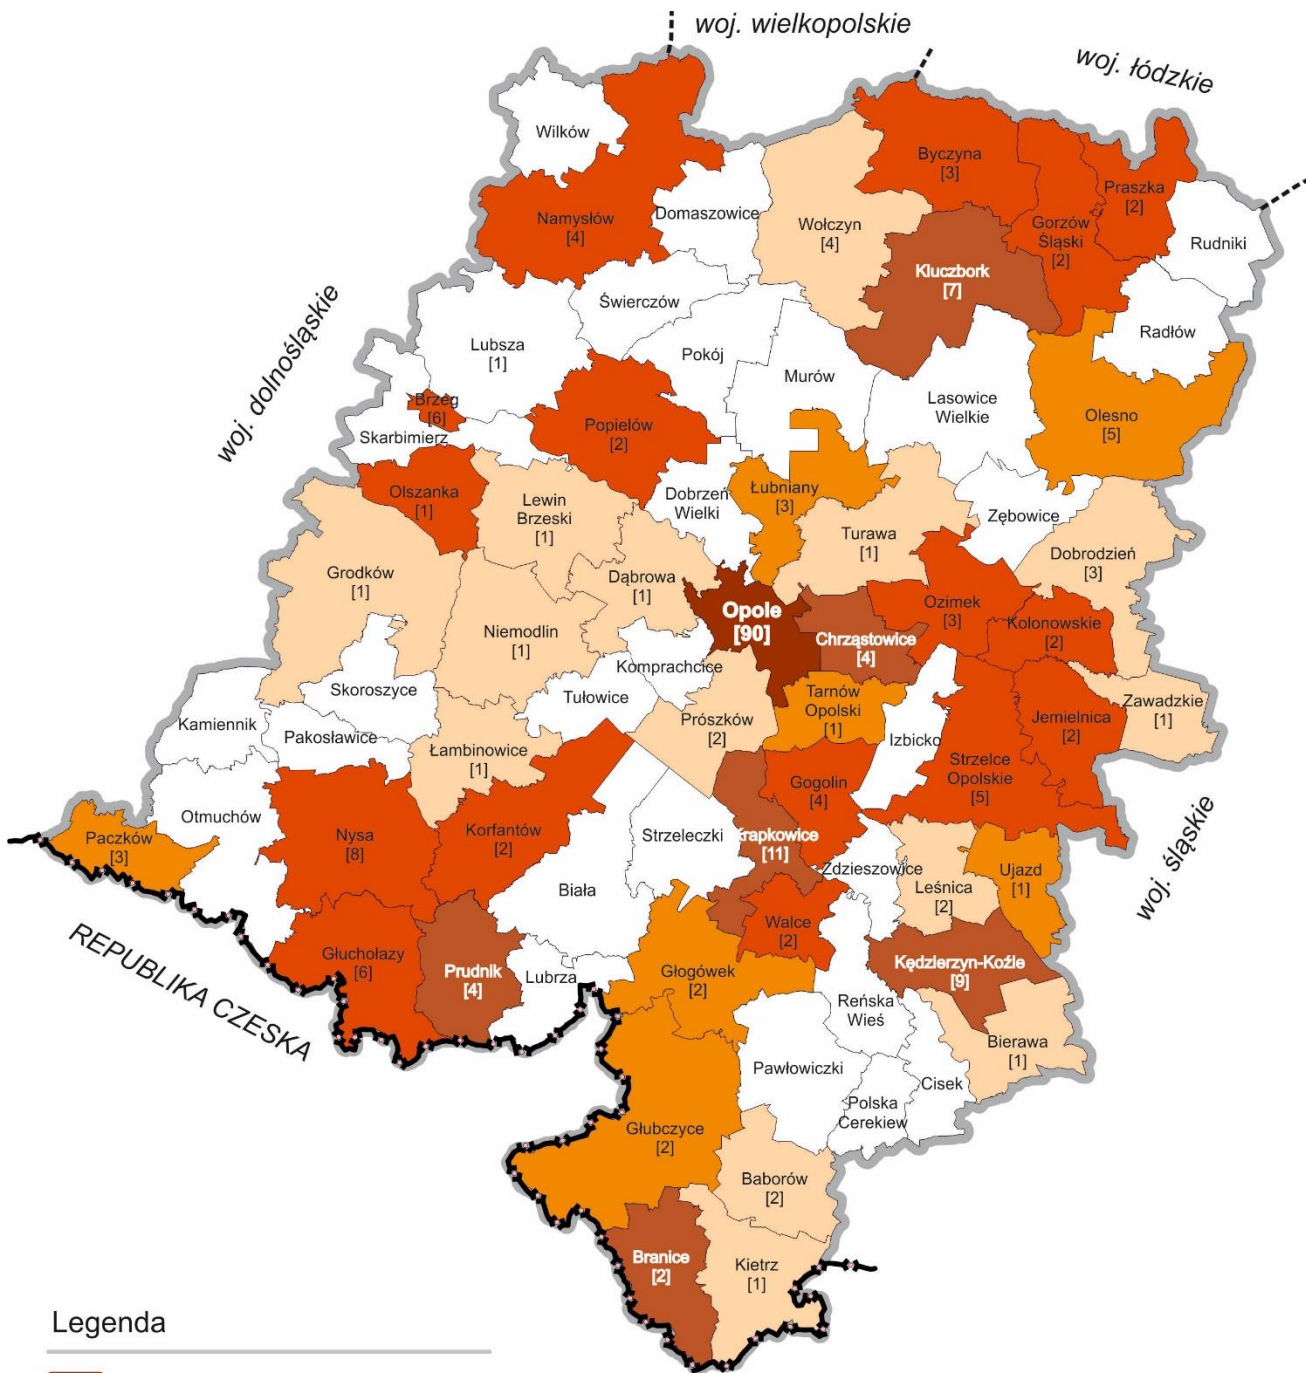 woj. wielkopolskie
woj. łódzkie
Wilków
Byczyna
[3]
Praszka
[2]
Namysłów
[4]
Domaszowice
Wołczyn
[4]
Gorzów
Śląski
[2]
Rudniki
Kluczbork
[7]
woj. dolnośląskie
Świerczów
Lubsza
[1]
Pokój
Murów
Radłów
Lasowice
Wielkie
Brzeg
[6]
Skarbimierz
Popielów
[2]
Olesno
[5]
Olszanka
[1]
Lewin
Brzeski
[1]
Dobrzeń
Wielki
Łubniany
[3]
Turawa
[1]
Zębowice
Dobrodzień
[3]
Grodków
[1]
Dąbrowa
[1]
Opole
[90]
Ozimek
[3]
Kolonowskie
[2]
Niemodlin
[1]
Chrząstowice
[4]
Komprachcice
Skoroszyce
Tułowice
Tarnów
Opolski
[1]
Zawadzkie
[1]
Kamiennik
Pakosławice
Prószków
[2]
Izbicko
Jemielnica
[2]
Łambinowice
[1]
Gogolin
[4]
Strzelce
Opolskie
[5]
Otmuchów
Paczków
[3]
Nysa
[8]
Korfantów
[2]
Strzeleczki
Krapkowice
[11]
Zdzieszowice
woj. śląskie
Biała
Leśnica
[2]
Ujazd
[1]
REPUBLIKA CZESKA
Głuchołazy
[6]
Prudnik
[4]
Lubrza
Walce
[2]
Głogówek
[2]
Kędzierzyn-Koźle
[9]
Reńska
Wieś
Bierawa
[1]
Pawłowiczki
Cisek
Polska
Cerekiew
Głubczyce
[2]
Baborów
[2]
Branice
[2]
Kietrz
[1]
Legenda